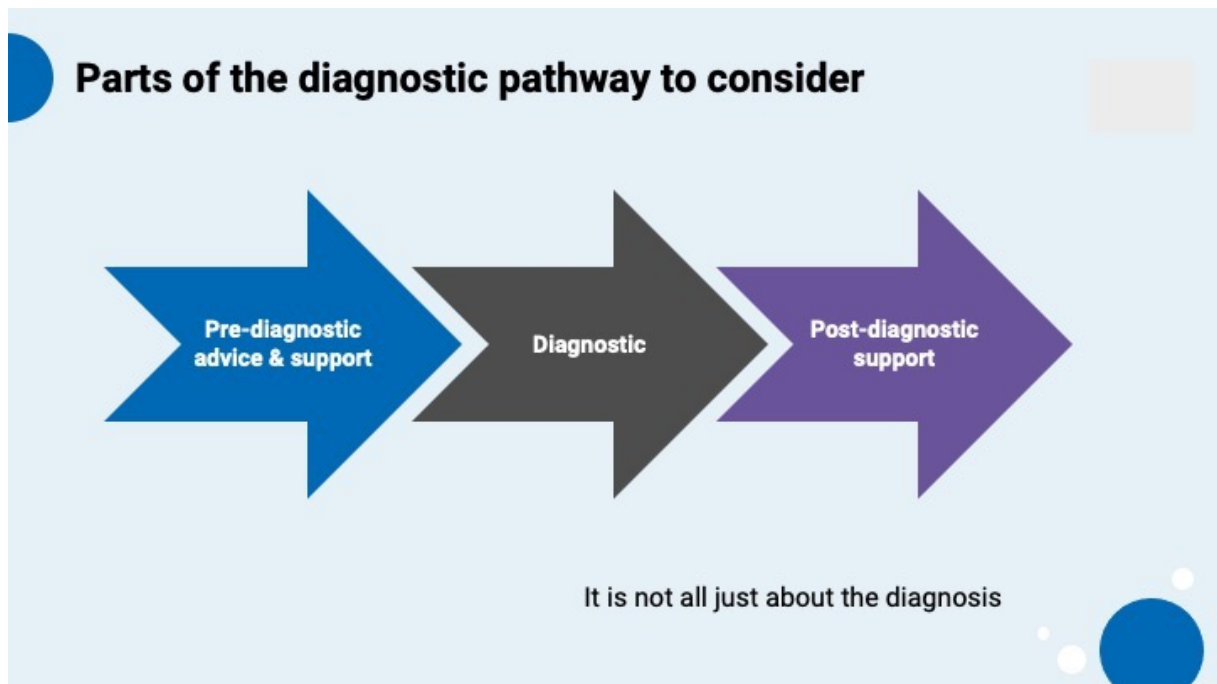 Parts of the diagnostic pathway to consider
Pre-diagnostic
advice & support
Diagnostic
Post-diagnostic
support
It is not all just about the diagnosis